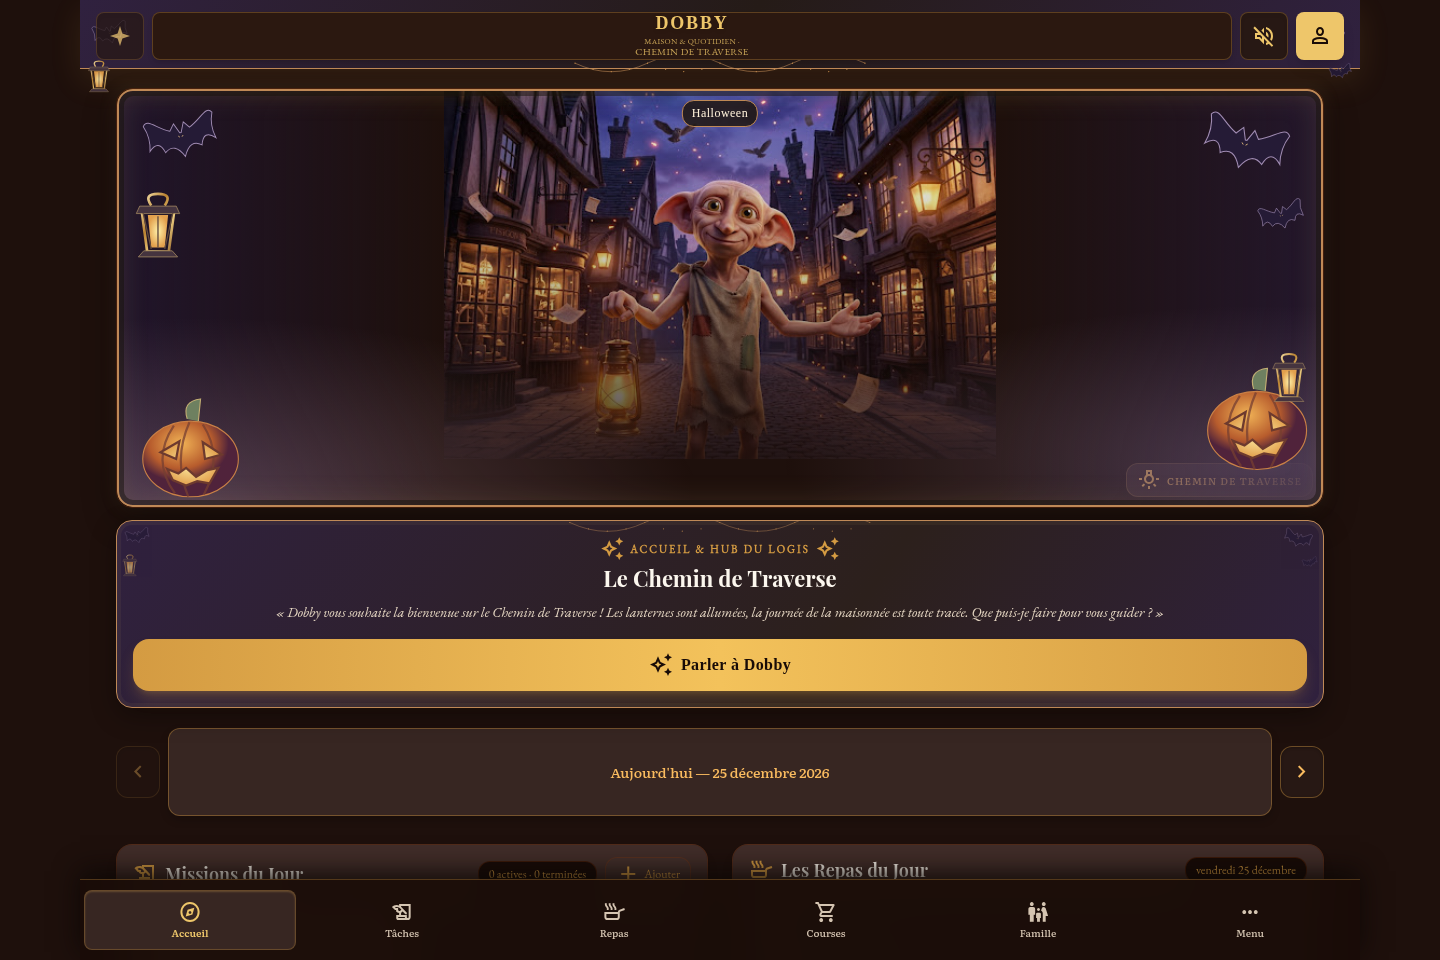 DOBBY
MAISON & QUOTIDIEN ·
CHEMIN DE TRAVERSE
Halloween
CHEMIN DE TRAVERSE
ACCUEIL & HUB DU LOGIS
Le Chemin de Traverse
« Dobby vous souhaite la bienvenue sur le Chemin de Traverse ! Les lanternes sont allumées, la journée de la maisonnée est toute tracée. Que puis-je faire pour vous guider ? »
Parler à Dobby
Aujourd'hui — 25 décembre 2026
Missions du Jour
0 actives · 0 terminées
Ajouter
Les Repas du Jour
vendredi 25 décembre
Accueil
Tâches
Repas
Courses
Famille
Menu